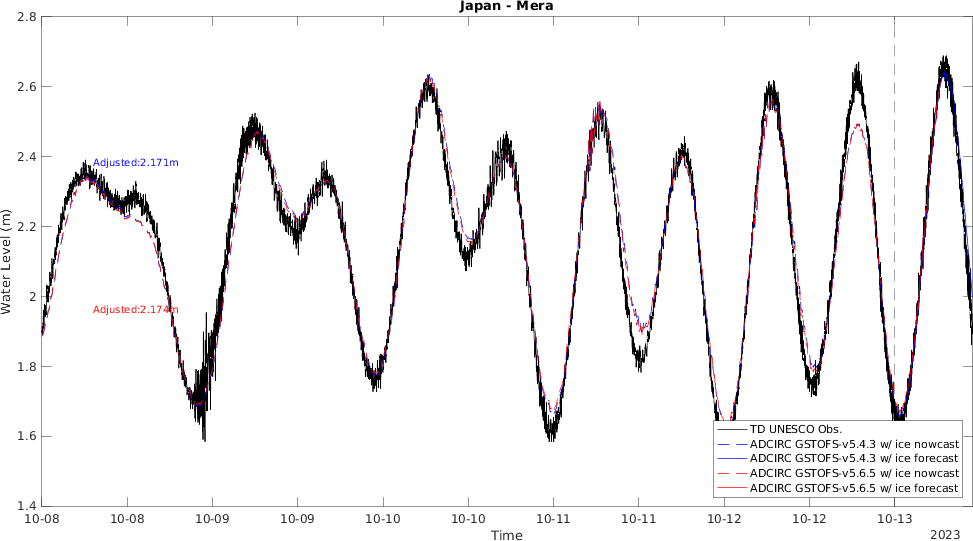 Japan - Mera
2.8
2.6
2.4
2.2
2
1.8
1.6
1.4
Water Level (m)
Adjusted:2.171m
Adjusted:2.174m
TD UNESCO Obs.
ADCIRC GSTOFS-v5.4.3 w/ ice nowcast
ADCIRC GSTOFS-v5.4.3 w/ ice forecast
ADCIRC GSTOFS-v5.6.5 w/ ice nowcast
ADCIRC GSTOFS-v5.6.5 w/ ice forecast
10-08 10-08 10-09 10-09 10-10 10-10 10-11 10-11 10-12 10-12 10-13
Time
2023